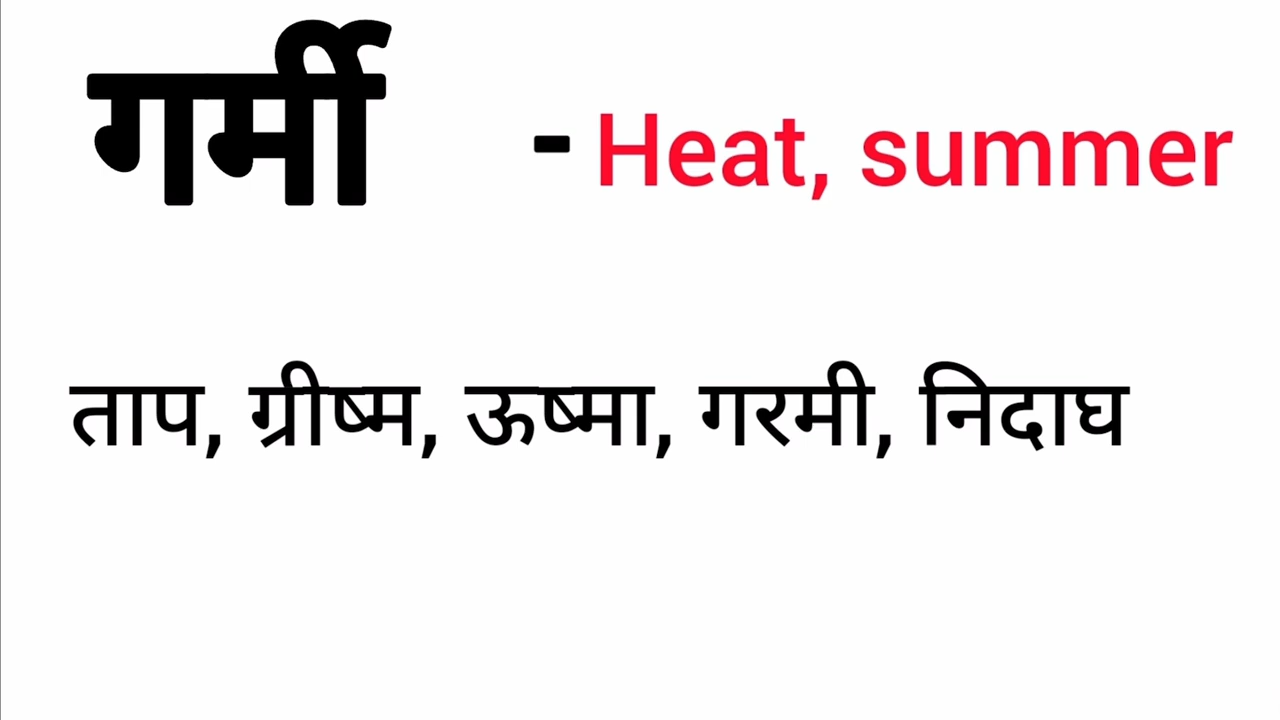 गर्मी - Heat, summer
ताप, ग्रीष्म, ऊष्मा, गरमी, निदाघ